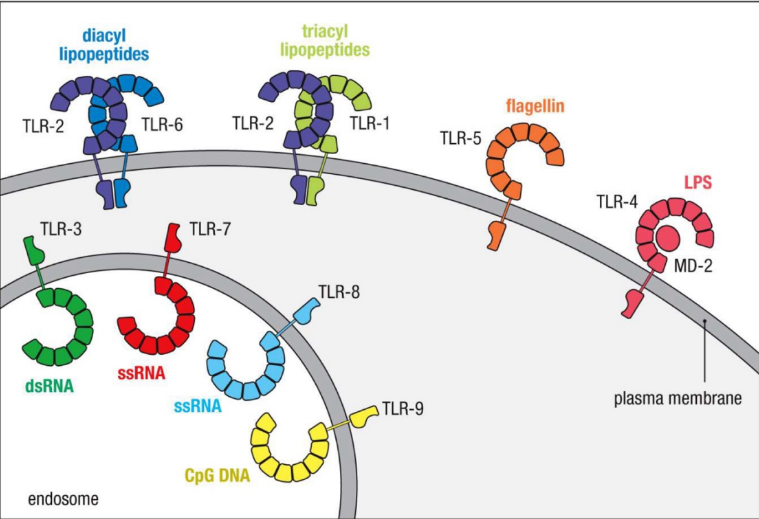 diacyl
lipopeptides
triacyl
lipopeptides
TLR-2
TLR-6
TLR-2
TLR-1
flagellin
TLR-5
LPS
TLR-4
MD-2
TLR-3
TLR-7
TLR-8
ssRNA
dsRNA
ssRNA
plasma membrane
TLR-9
CpG DNA
endosome